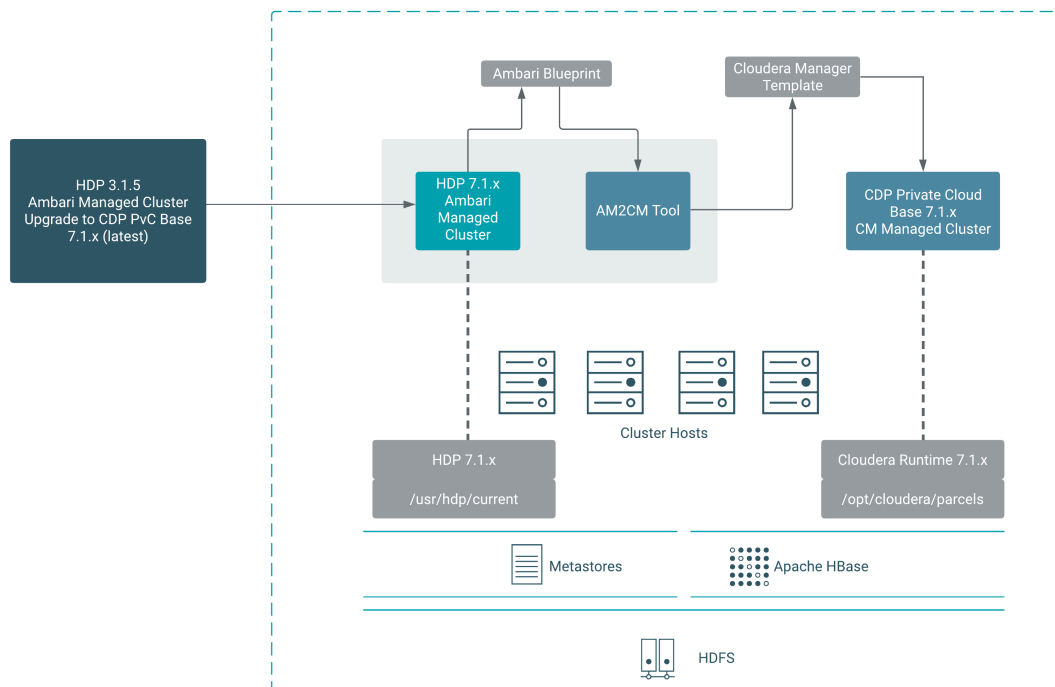 Ambari Blueprint
Cloudera Manager
Template
HDP 3.1.5
Ambari Managed Cluster
Upgrade to CDP PvC Base
7.1.x (latest)
HDP 7.1.x
Ambari
Managed
Cluster
AM2CM Tool
CDP Private Cloud
Base 7.1.x
CM Managed Cluster
Cluster Hosts
HDP 7.1.x
/usr/hdp/current
Cloudera Runtime 7.1.x
/opt/cloudera/parcels
Metastores
Apache HBase
HDFS